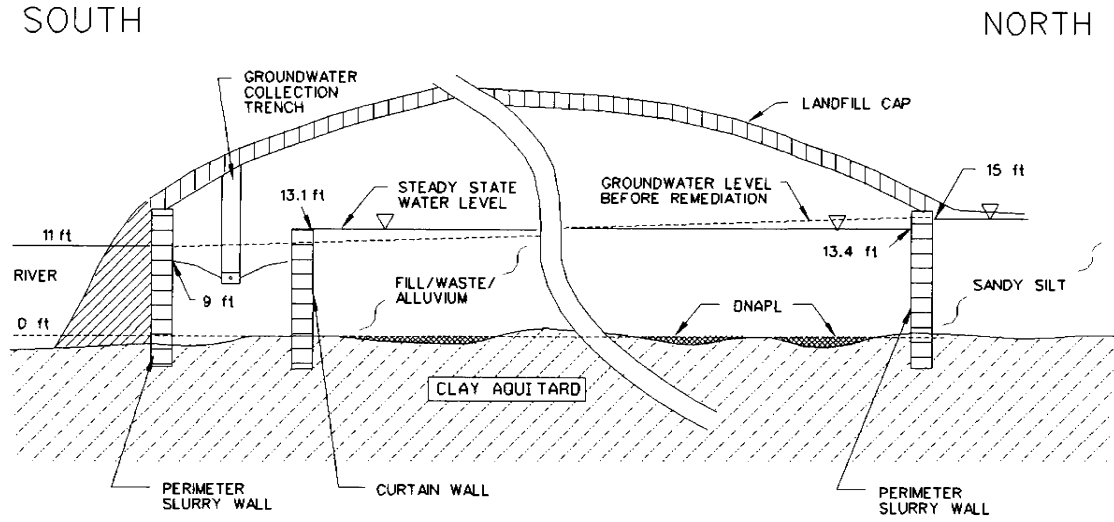 SOUTH
NORTH
GROUNDWATER
COLLECTION
TRENCH
LANDFILL CAP
13.1 ft
STEADY STATE
WATER LEVEL
GROUNDWATER LEVEL
BEFORE REMEDIATION
15 ft
11 ft
13.4 ft
RIVER
9 ft
FILL/WASTE/
ALLUVIUM
DNAPL
SANDY SILT
0 ft
CLAY AQUITARD
PERIMETER
SLURRY WALL
CURTAIN WALL
PERIMETER
SLURRY WALL